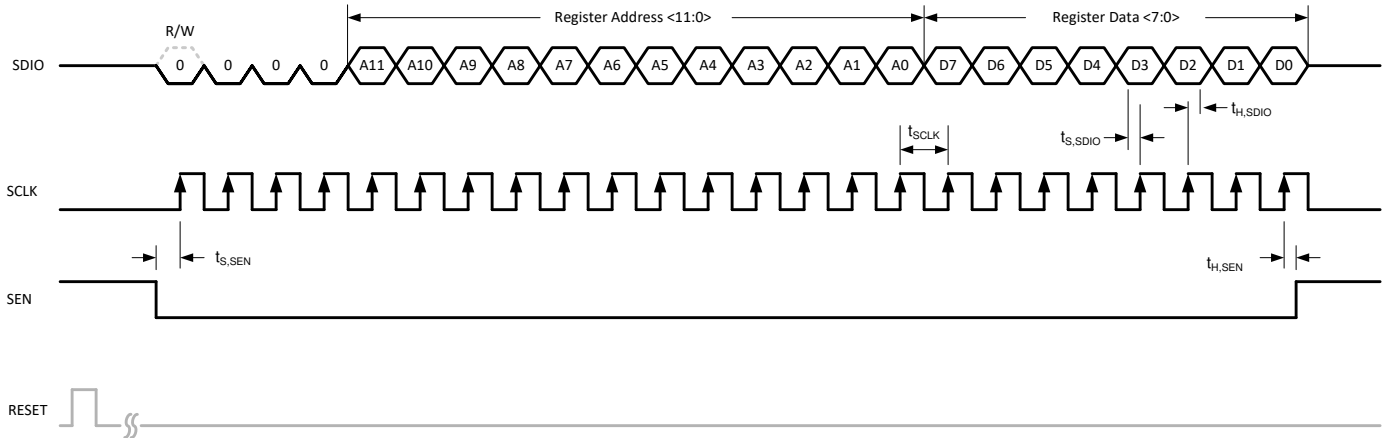 Register Address <11:0> Register Data <7:0>
R/W
SDIO 0 0 0 0 A11 A10 A9 A8 A7 A6 A5 A4 A3 A2 A1 A0 D7 D6 D5 D4 D3 D2 D1 D0
tH,SDIO
tSCLK
tS,SDIO
SCLK
tS,SEN
tH,SEN
SEN
RESET